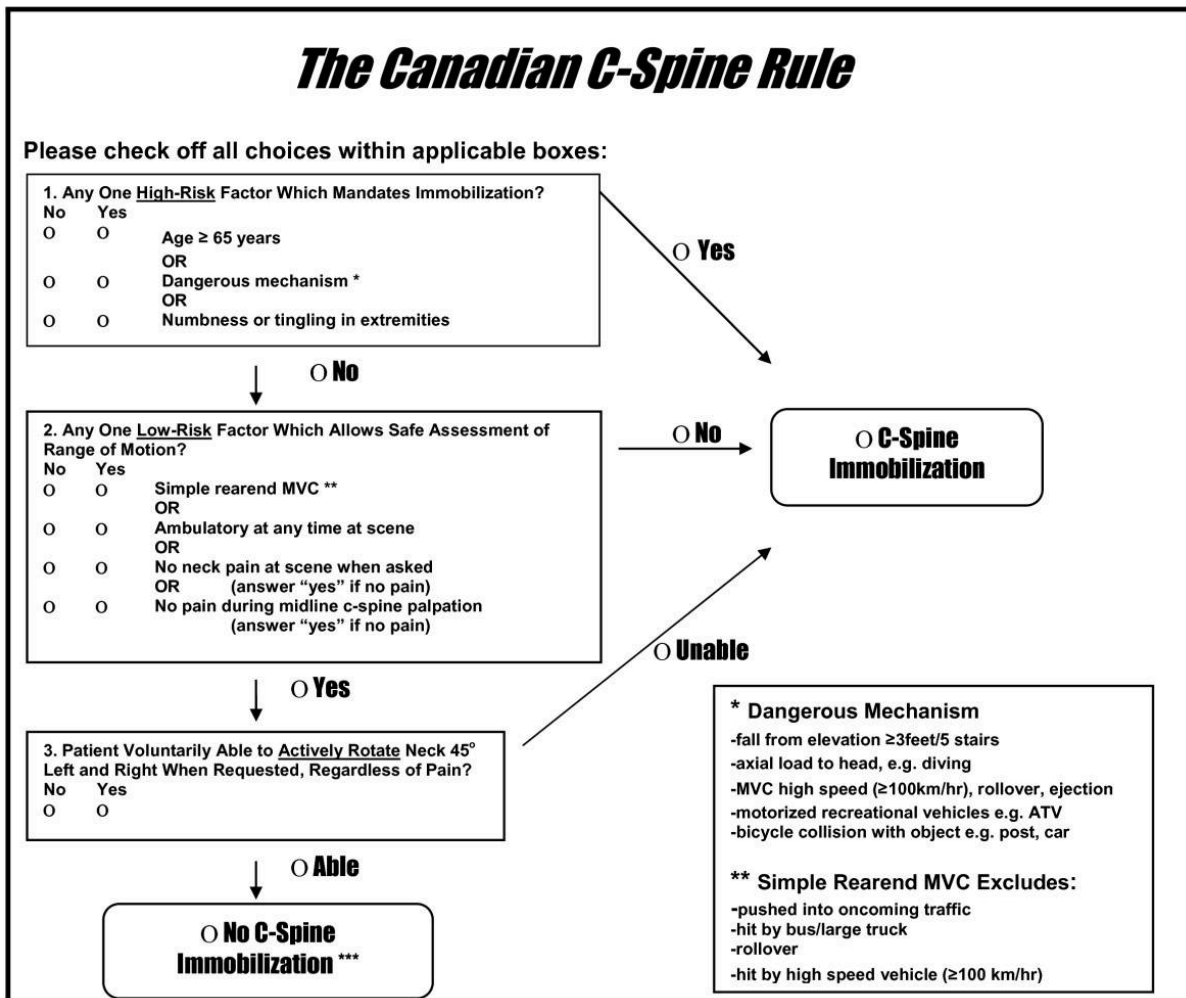 The Canadian C-Spine Rule
Please check off all choices within applicable boxes:
1. Any One High-Risk Factor Which Mandates Immobilization?
No Yes
O O Age ≥ 65 years
OR
O O Dangerous mechanism *
OR
O O Numbness or tingling in extremities
O Yes
O No
2. Any One Low-Risk Factor Which Allows Safe Assessment of
Range of Motion?
No Yes
O O Simple rearend MVC **
OR
O O Ambulatory at any time at scene
OR
O O No neck pain at scene when asked
OR (answer “yes” if no pain)
O O No pain during midline c-spine palpation
(answer “yes” if no pain)
O No
O C-Spine
Immobilization
O Unable
O Yes
3. Patient Voluntarily Able to Actively Rotate Neck 45°
Left and Right When Requested, Regardless of Pain?
No Yes
O O
O Able
O No C-Spine
Immobilization ***
* Dangerous Mechanism
-fall from elevation ≥3feet/5 stairs
-axial load to head, e.g. diving
-MVC high speed (≥100km/hr), rollover, ejection
-motorized recreational vehicles e.g. ATV
-bicycle collision with object e.g. post, car
** Simple Rearend MVC Excludes:
-pushed into oncoming traffic
-hit by bus/large truck
-rollover
-hit by high speed vehicle (≥100 km/hr)